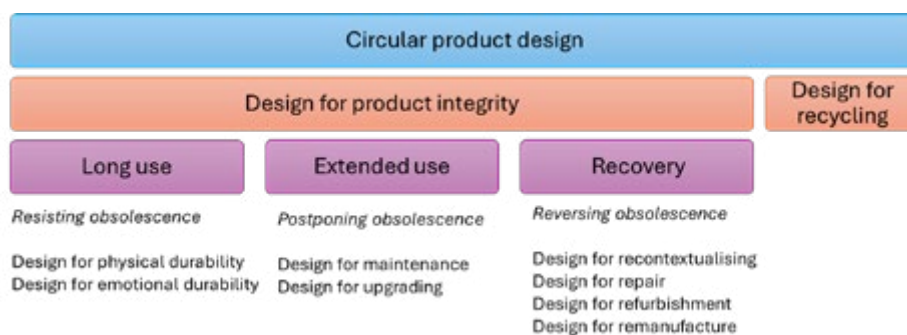 Circular product design
Design for product integrity
Design for
recycling
Long use
Extended use
Recovery
Resisting obsolescence
Postponing obsolescence
Reversing obsolescence
Design for physical durability
Design for emotional durability
Design for maintenance
Design for upgrading
Design for recontextualising
Design for repair
Design for refurbishment
Design for remanufacture